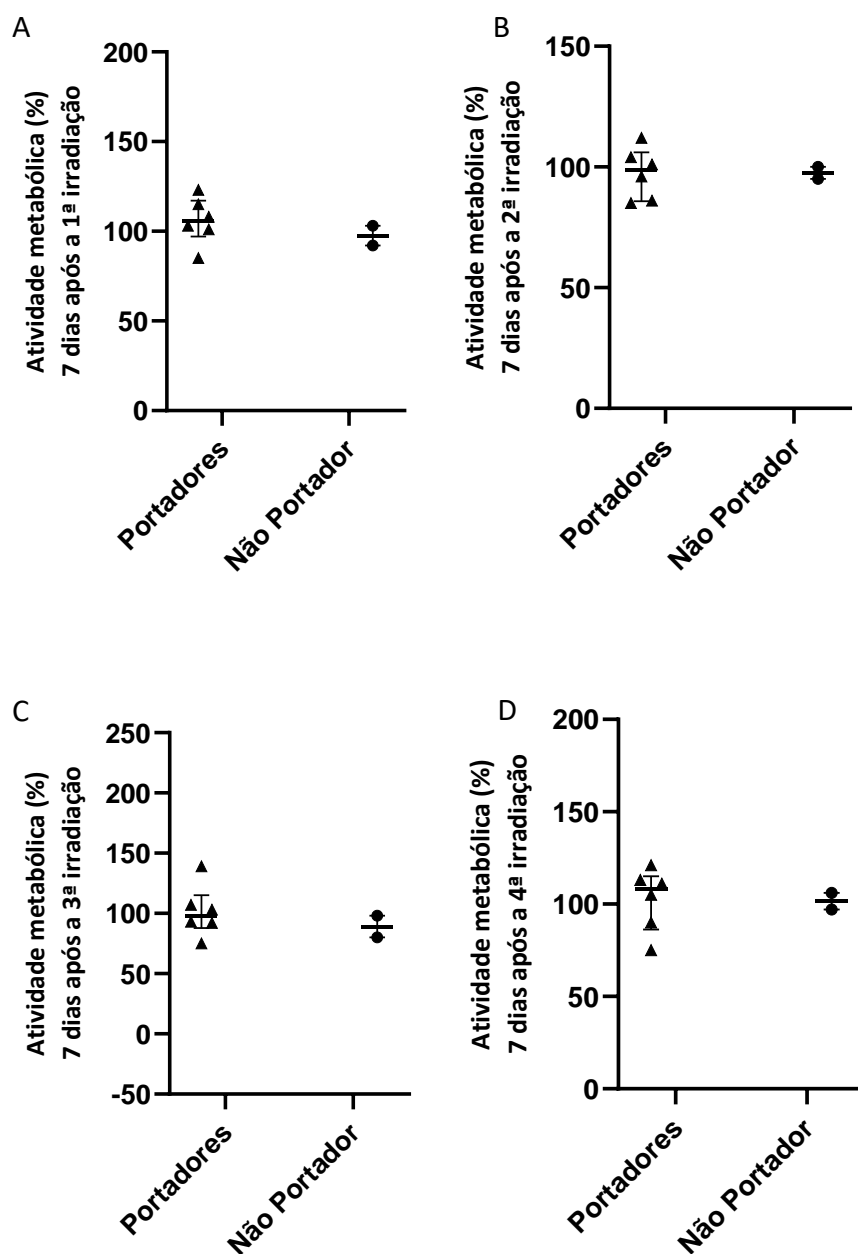 A
Atividade metabólica (%)
7 dias após a 1ª irradiação
200
150
100
50
0
Portadores
Não Portador
B
Atividade metabólica (%)
7 dias após a 2ª irradiação
150
100
50
0
Portadores
Não Portador
C
Atividade metabólica (%)
7 dias após a 3ª irradiação
250
200
150
100
50
0
-50
Portadores
Não Portador
D
Atividade metabólica (%)
7 dias após a 4ª irradiação
200
150
100
50
0
Portadores
Não Portador